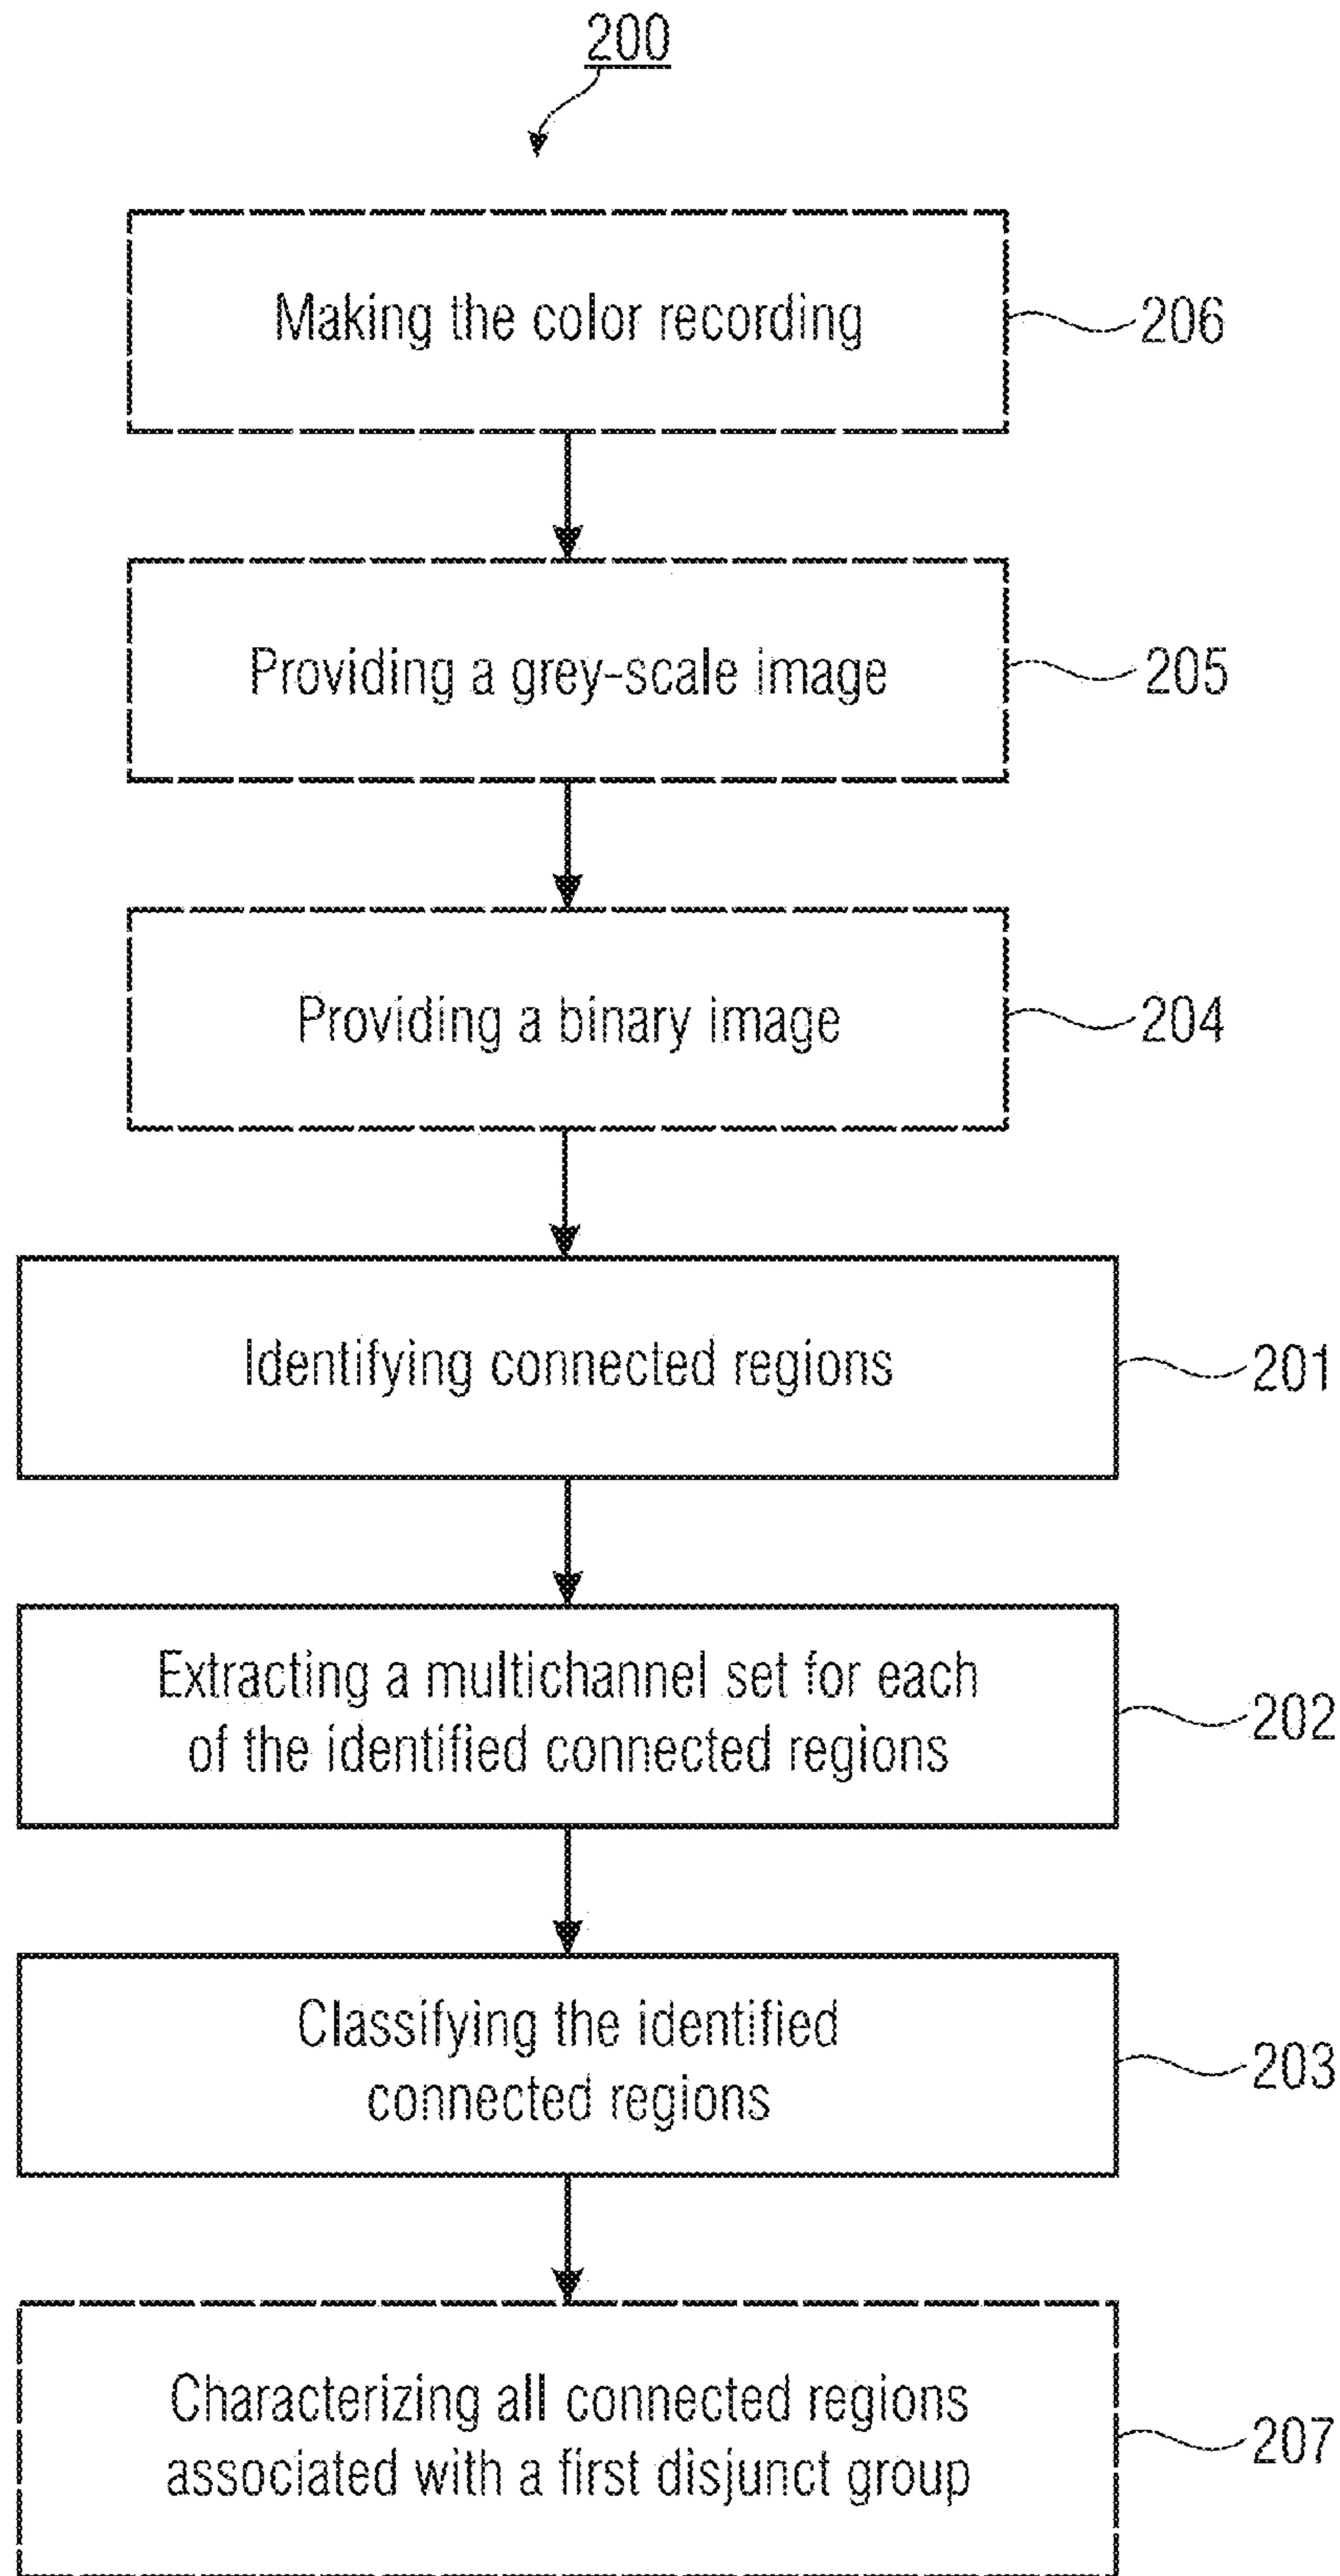 200
Making the color recording
206
Providing a grey-scale image
205
Providing a binary image
204
Identifying connected regions
201
Extracting a multichannel set for each
of the identified connected regions
202
Classifying the identified
connected regions
203
Characterizing all connected regions
associated with a first disjunct group
207